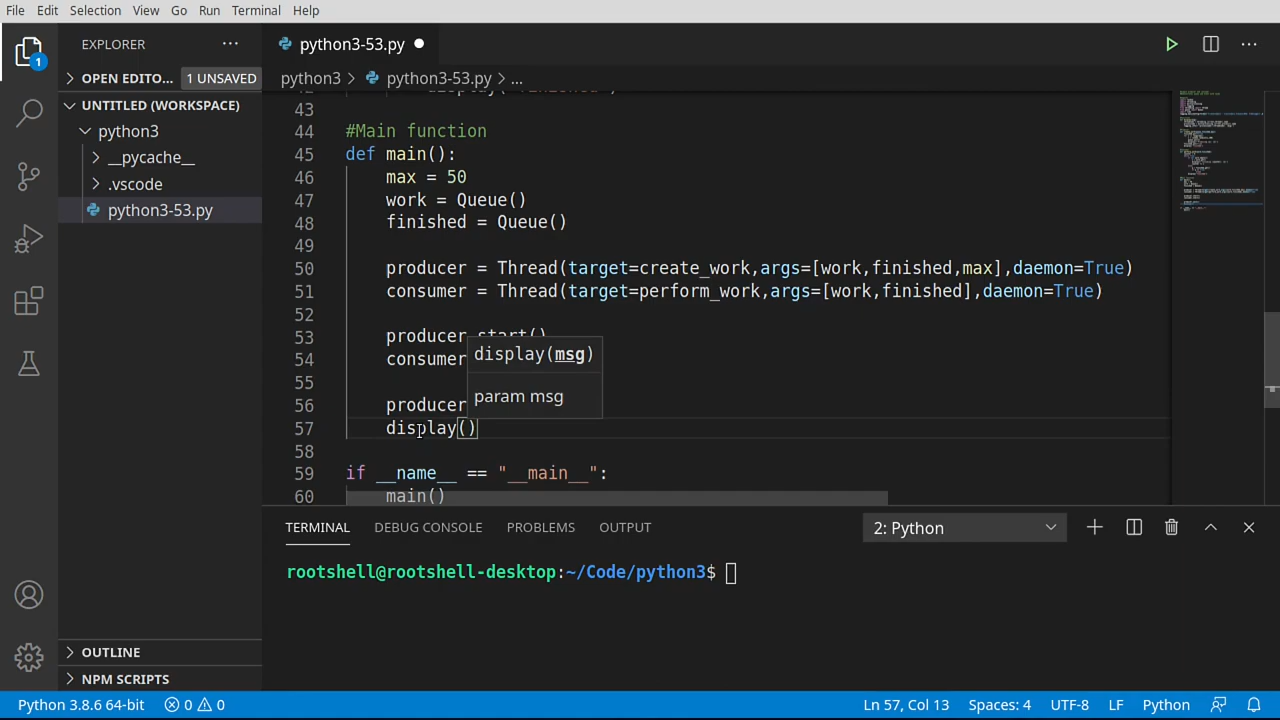 File Edit Selection View Go Run Terminal Help
EXPLORER
python3-53.py
1
OPEN EDITO... 1 UNSAVED
python3 > python3-53.py > ...
UNTITLED (WORKSPACE)
python3
__pycache__
.vscode
python3-53.py
43
44 #Main function
45 def main():
46 max = 50
47 work = Queue()
48 finished = Queue()
49
50 producer = Thread(target=create_work,args=[work,finished,max],daemon=True)
51 consumer = Thread(target=perform_work,args=[work,finished],daemon=True)
52
53 producer.start()
54 consumer
55
56 producer
57 display()
58
59 if __name__ == "__main__":
60 main()
display(msg)
param msg
TERMINAL DEBUG CONSOLE PROBLEMS OUTPUT 2: Python
rootshell@rootshell-desktop:~/Code/python3$
OUTLINE
NPM SCRIPTS
Python 3.8.6 64-bit 0 0 Ln 57, Col 13 Spaces: 4 UTF-8 LF Python